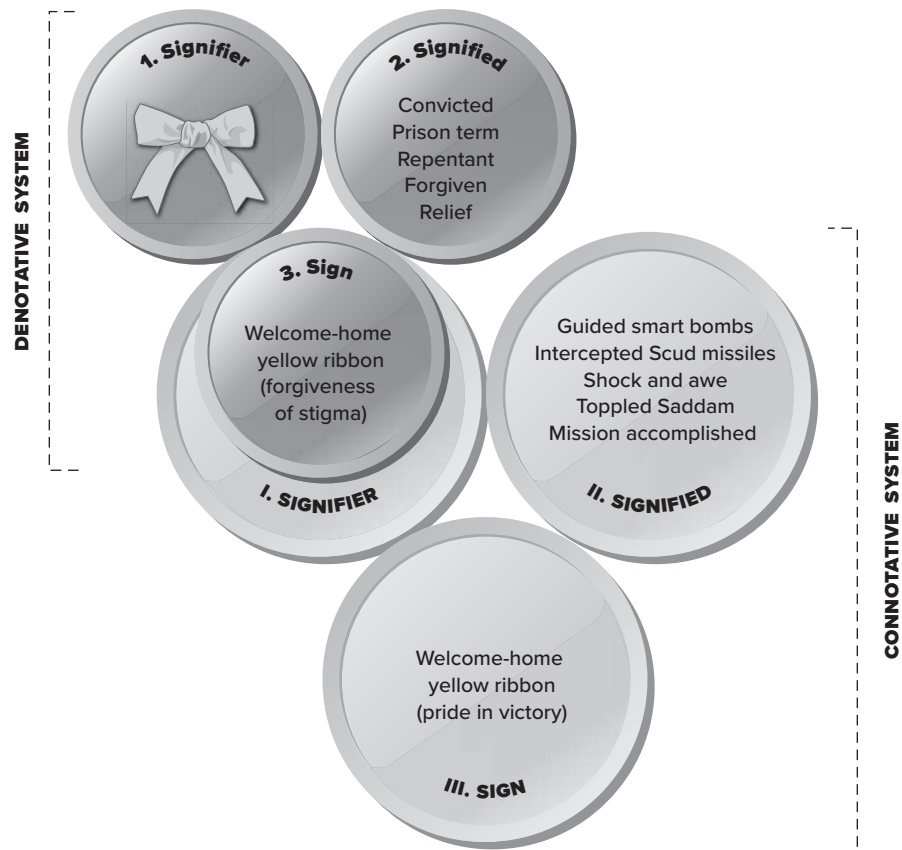 DENOTATIVE SYSTEM
1. Signifier
2. Signified
Convicted
Prison term
Repentant
Forgiven
Relief
3. Sign
Welcome-home
yellow ribbon
(forgiveness
of stigma)
I. SIGNIFIER
Guided smart bombs
Intercepted Scud missiles
Shock and awe
Toppled Saddam
Mission accomplished
II. SIGNIFIED
CONNOTATIVE SYSTEM
Welcome-home
yellow ribbon
(pride in victory)
III. SIGN